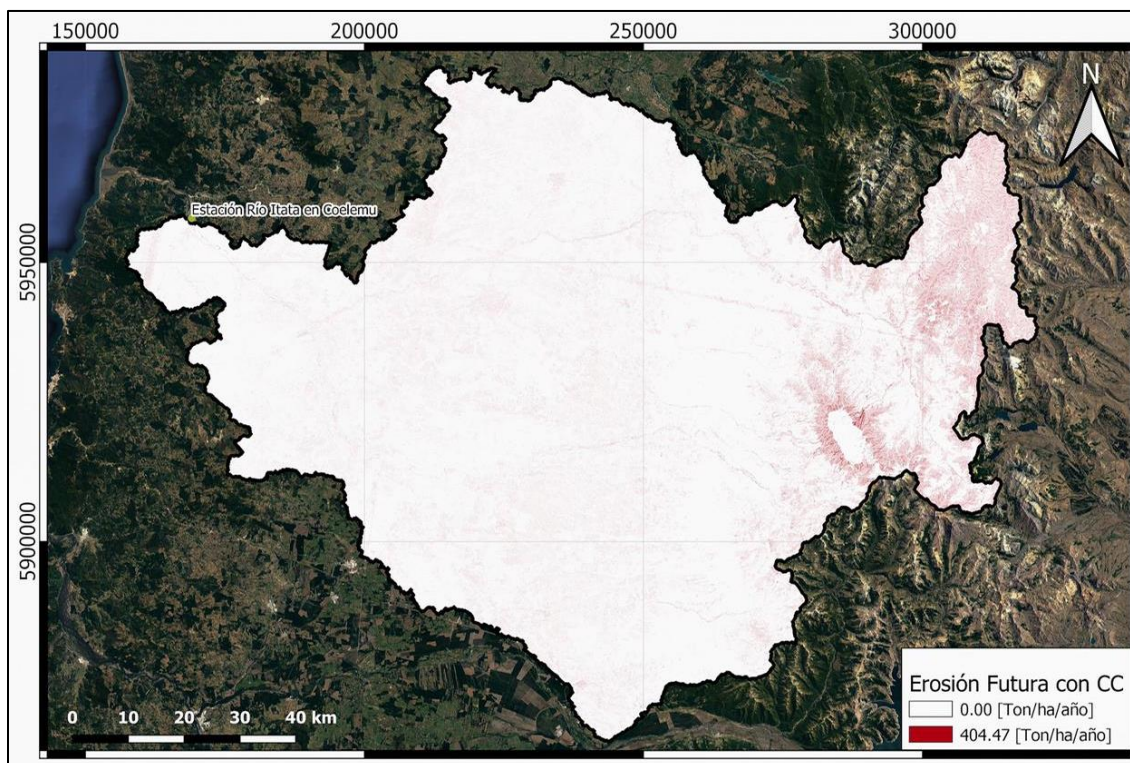 150000 200000 250000 300000
N
Estación Río Itata en Coelemu
5950000
5900000
0 10 20 30 40 km
Erosión Futura con CC
0.00 [Ton/ha/año]
404.47 [Ton/ha/año]